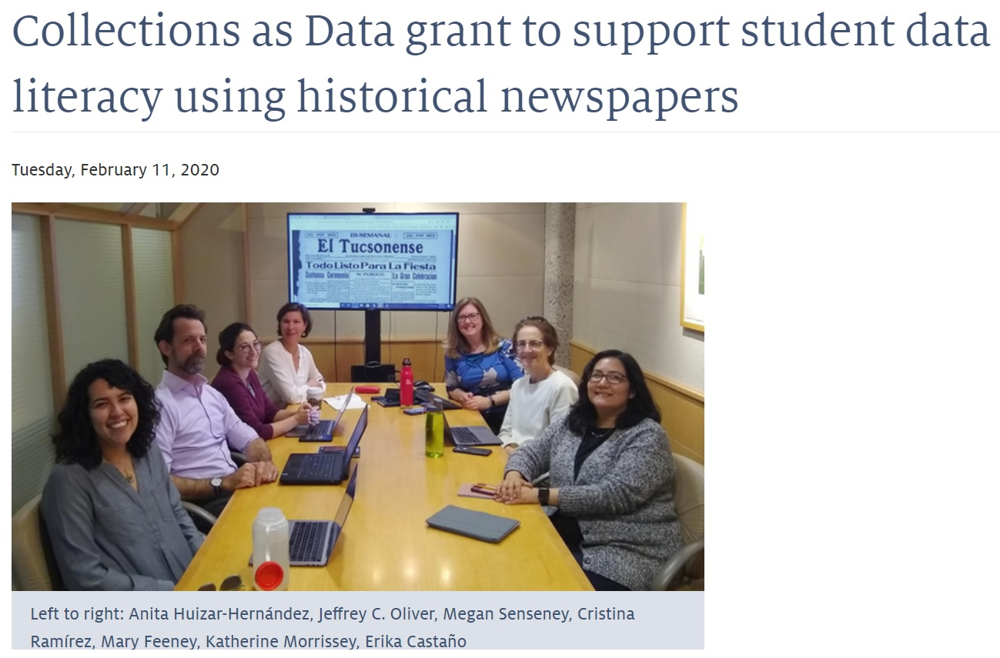 Collections as Data grant to support student data
literacy using historical newspapers
Tuesday, February 11, 2020
BI-SEMANAL
El Tucsonense
Todo Listo Para La Fiesta
Suntuosa Ceremonia
AL PUBLICO.
La Gran Celebracion
Left to right: Anita Huizar-Hernández, Jeffrey C. Oliver, Megan Senseney, Cristina
Ramírez, Mary Feeney, Katherine Morrissey, Erika Castaño